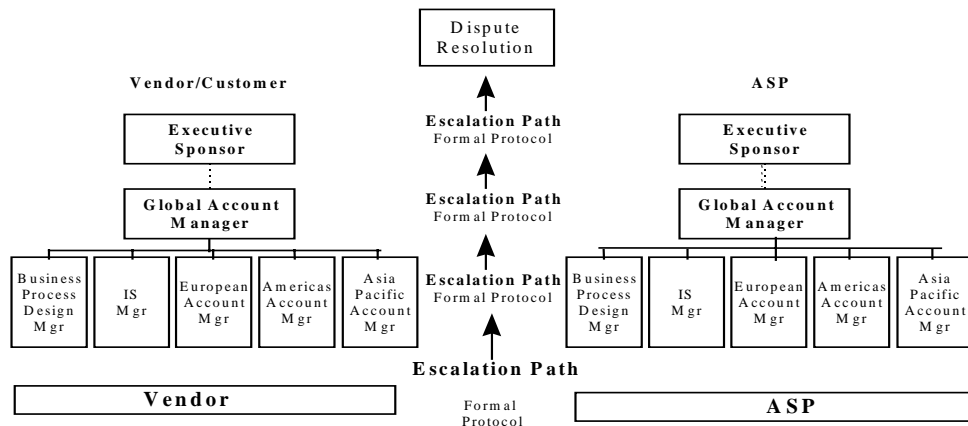 Dispute
Resolution
Vendor/Customer
ASP
Escalation Path
Formal Protocol
Executive
Sponsor
Executive
Sponsor
Escalation Path
Formal Protocol
Global Account
Manager
Global Account
Manager
Business
Process
Design
Mgr
IS
Mgr
European
Account
Mgr
Americas
Account
Mgr
Asia
Pacific
Account
Mgr
Escalation Path
Formal Protocol
Business
Process
Design
Mgr
IS
Mgr
European
Account
Mgr
Americas
Account
Mgr
Asia
Pacific
Account
Mgr
Escalation Path
Vendor
Formal
Protocol
ASP